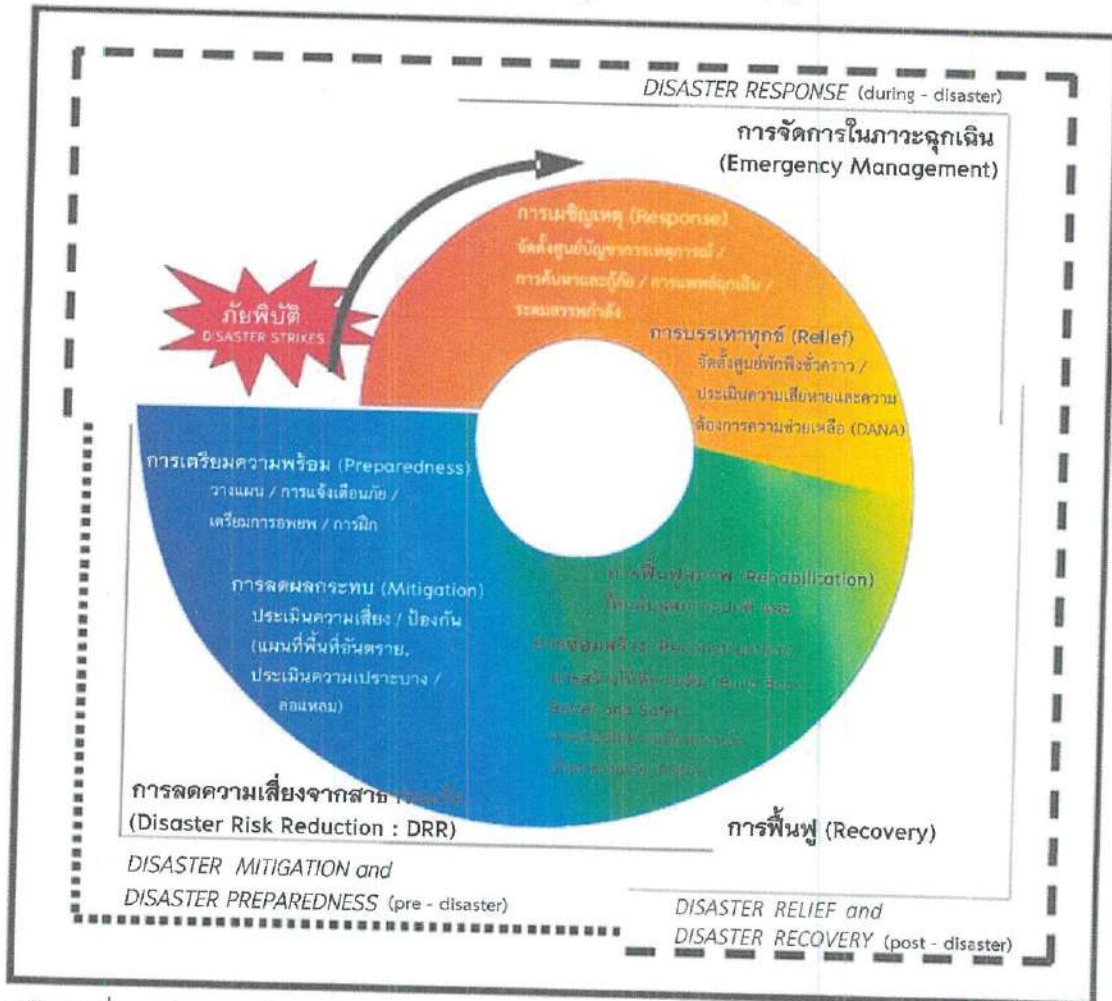 DISASTER RESPONSE (during - disaster)
การจัดการในภาวะฉุกเฉิน
(Emergency Management)
การเผชิญเหตุ (Response)
จัดตั้งศูนย์บัญชาการเหตุการณ์ /
การค้นหาและกู้ภัย / การแพทย์ฉุกเฉิน /
ระดมสรรพกำลัง
ภัยพิบัติ
DISASTER STRIKES
การบรรเทาทุกข์ (Relief)
จัดตั้งศูนย์พักพิงชั่วคราว /
ประเมินความเสียหายและความ
ต้องการความช่วยเหลือ (DANA)
การเตรียมความพร้อม (Preparedness)
วางแผน / การแจ้งเตือนภัย /
เตรียมการอพยพ / การฝึก
การลดผลกระทบ (Mitigation)
ประเมินความเสี่ยง / ป้องกัน
(แผนที่พื้นที่อันตราย,
ประเมินความเปราะบาง /
ล่อแหลม)
การฟื้นฟูสภาพ (Rehabilitation)
การซ่อมสร้าง (Reconstruction)
Better and Safer
การลดความเสี่ยงจาก
(Disaster Risk Reduction : DRR)
การฟื้นฟู (Recovery)
DISASTER MITIGATION and
DISASTER PREPAREDNESS (pre - disaster)
DISASTER RELIEF and
DISASTER RECOVERY (post - disaster)